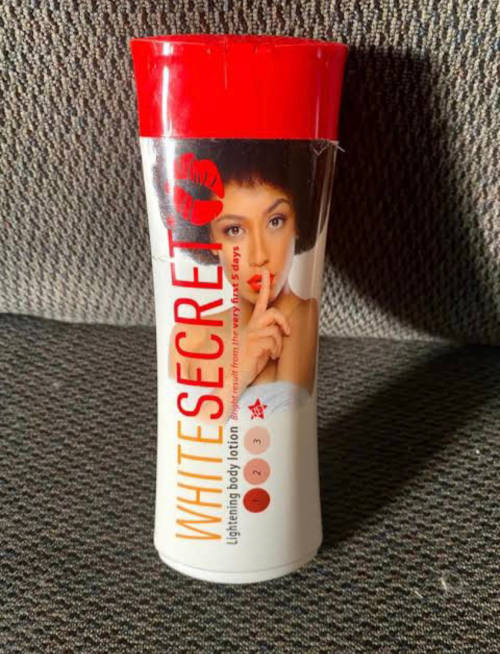 WHITESECRET
Bright result from the very first 5 days
Lightening body lotion
1 2 3